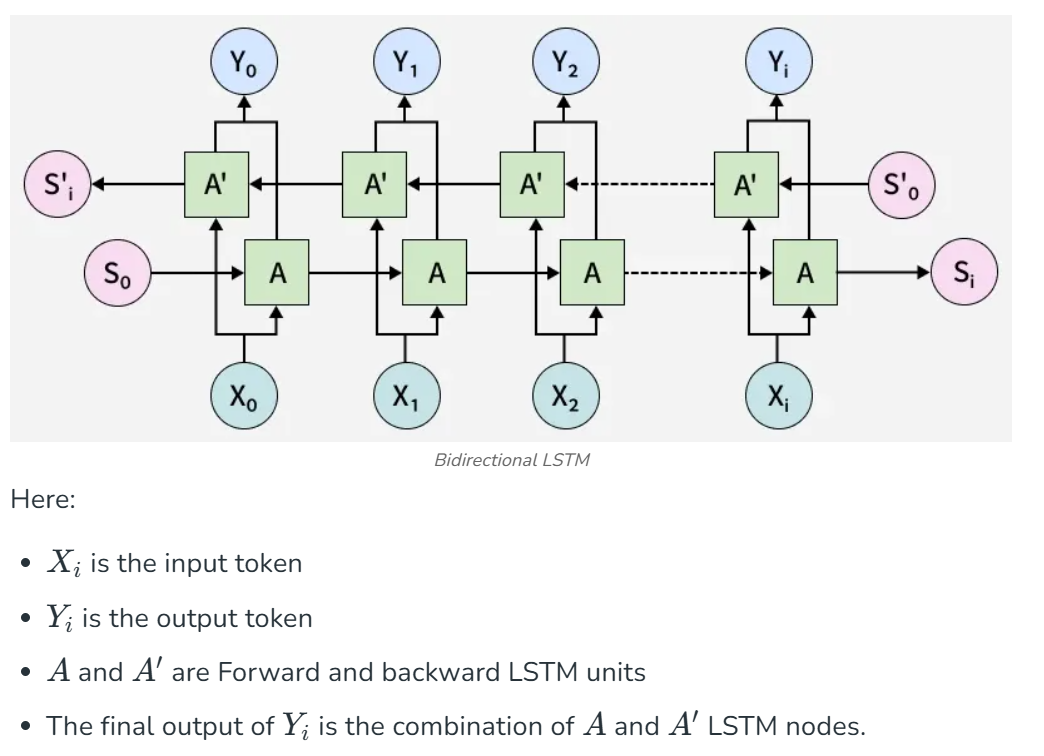 Y₀ Y₁ Y₂ Yᵢ
S'ᵢ A' A' A' A' S'₀
S₀ A A A A Sᵢ
X₀ X₁ X₂ Xᵢ
Bidirectional LSTM
Here:
• Xᵢ is the input token
• Yᵢ is the output token
• A and A′ are Forward and backward LSTM units
• The final output of Yᵢ is the combination of A and A′ LSTM nodes.